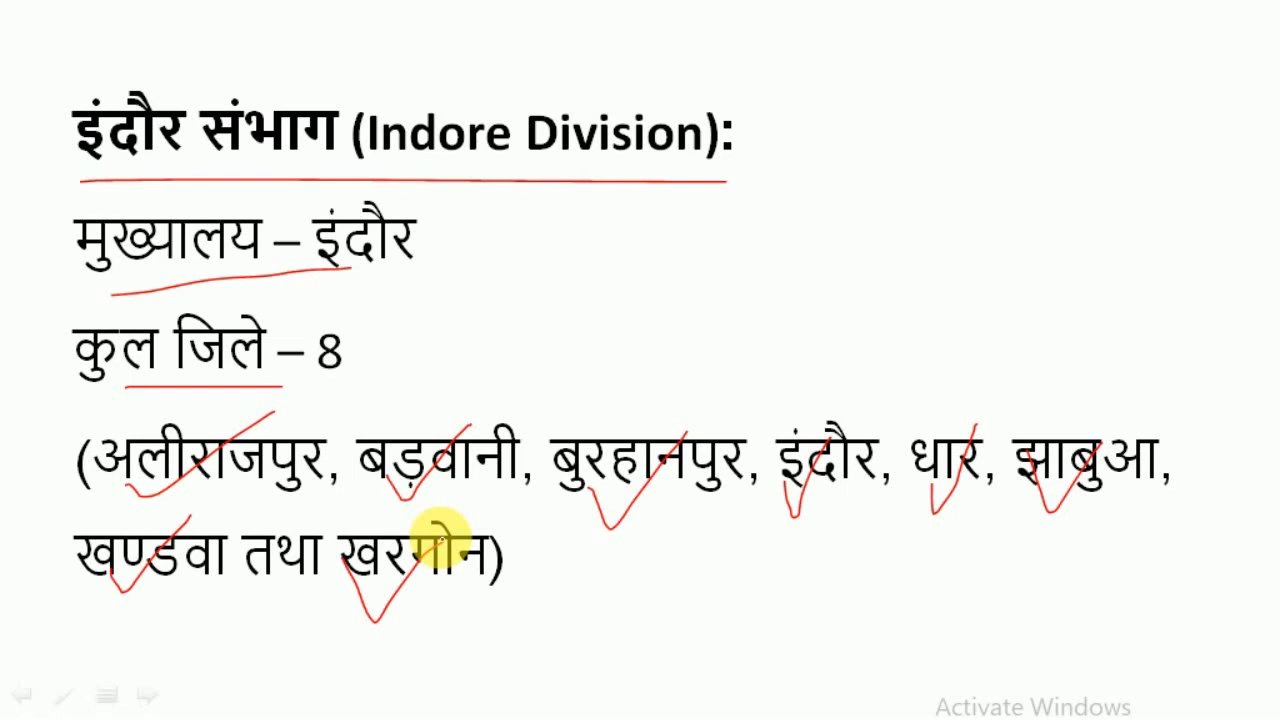 इंदौर संभाग (Indore Division):
मुख्यालय – इंदौर
कुल जिले – 8
(अलीराजपुर, बड़वानी, बुरहानपुर, इंदौर, धार, झाबुआ,
खण्डवा तथा खरगोन)
Activate Windows